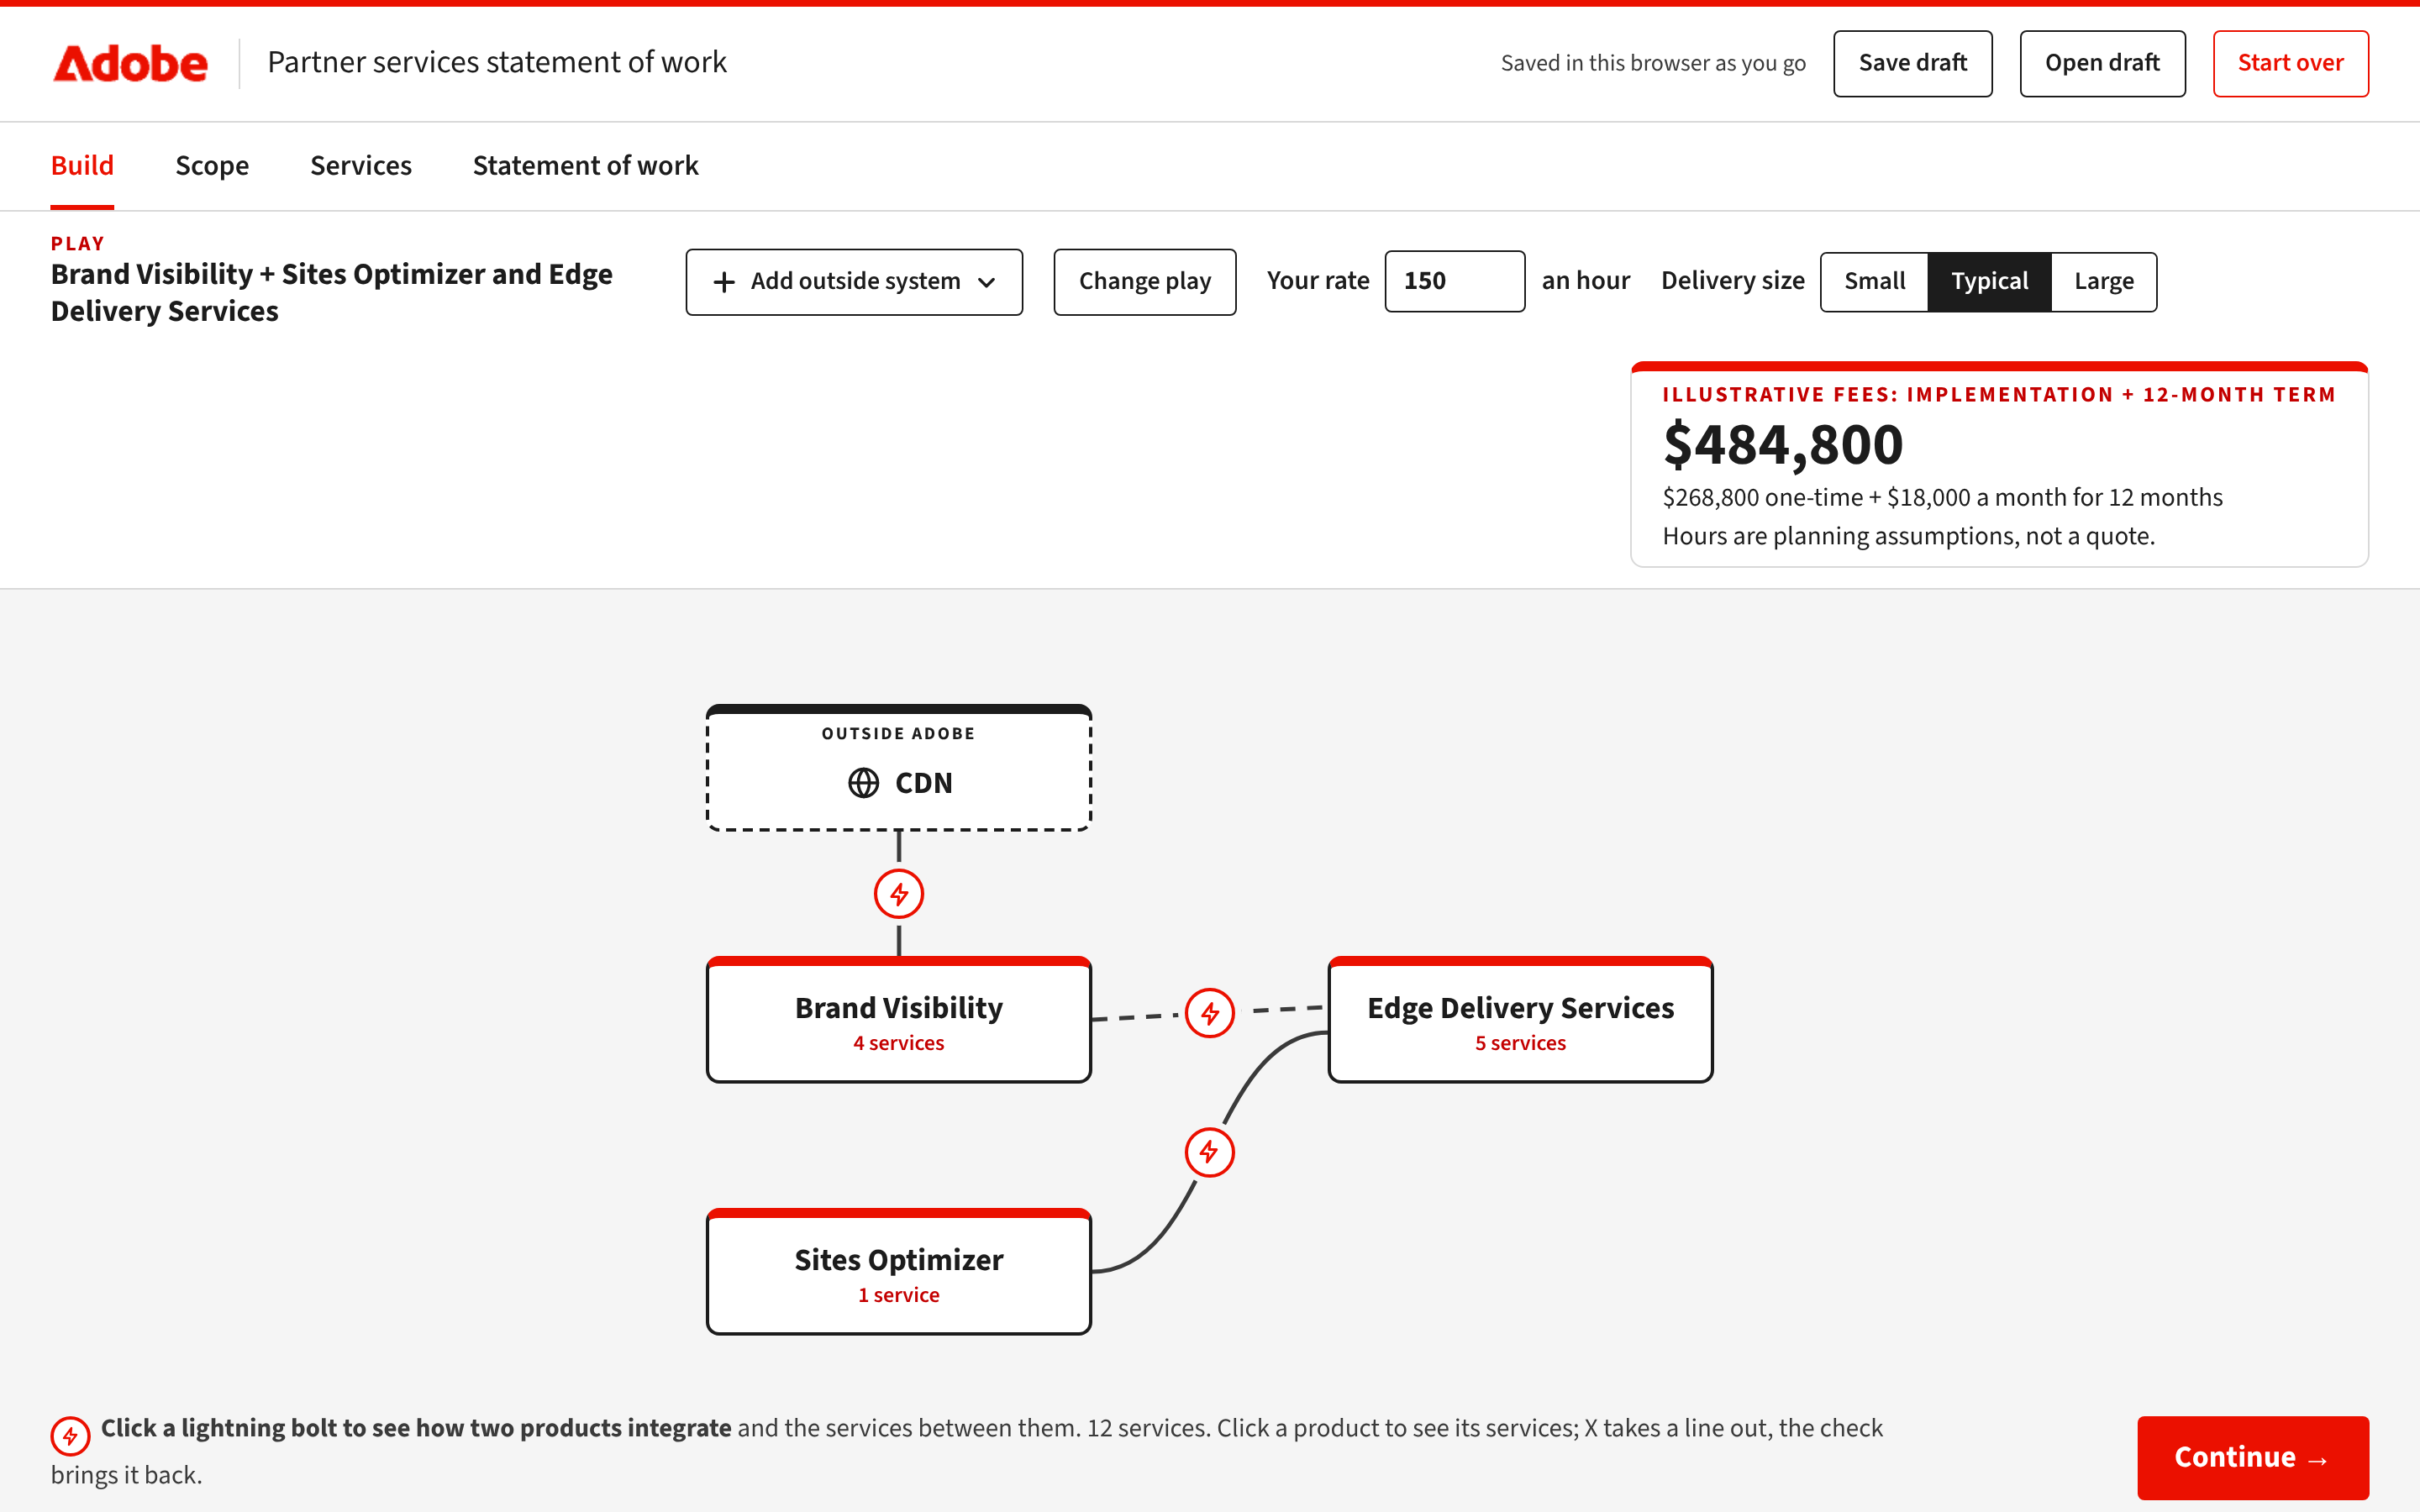 Adobe
Partner services statement of work
Saved in this browser as you go
Save draft
Open draft
Start over
Build
Scope
Services
Statement of work
PLAY
Brand Visibility + Sites Optimizer and Edge
Delivery Services
Add outside system
Change play
Your rate
150
an hour
Delivery size
Small
Typical
Large
ILLUSTRATIVE FEES: IMPLEMENTATION + 12-MONTH TERM
$484,800
$268,800 one-time + $18,000 a month for 12 months
Hours are planning assumptions, not a quote.
OUTSIDE ADOBE
CDN
Brand Visibility
4 services
Edge Delivery Services
5 services
Sites Optimizer
1 service
Click a lightning bolt to see how two products integrate and the services between them. 12 services. Click a product to see its services; X takes a line out, the check
brings it back.
Continue →